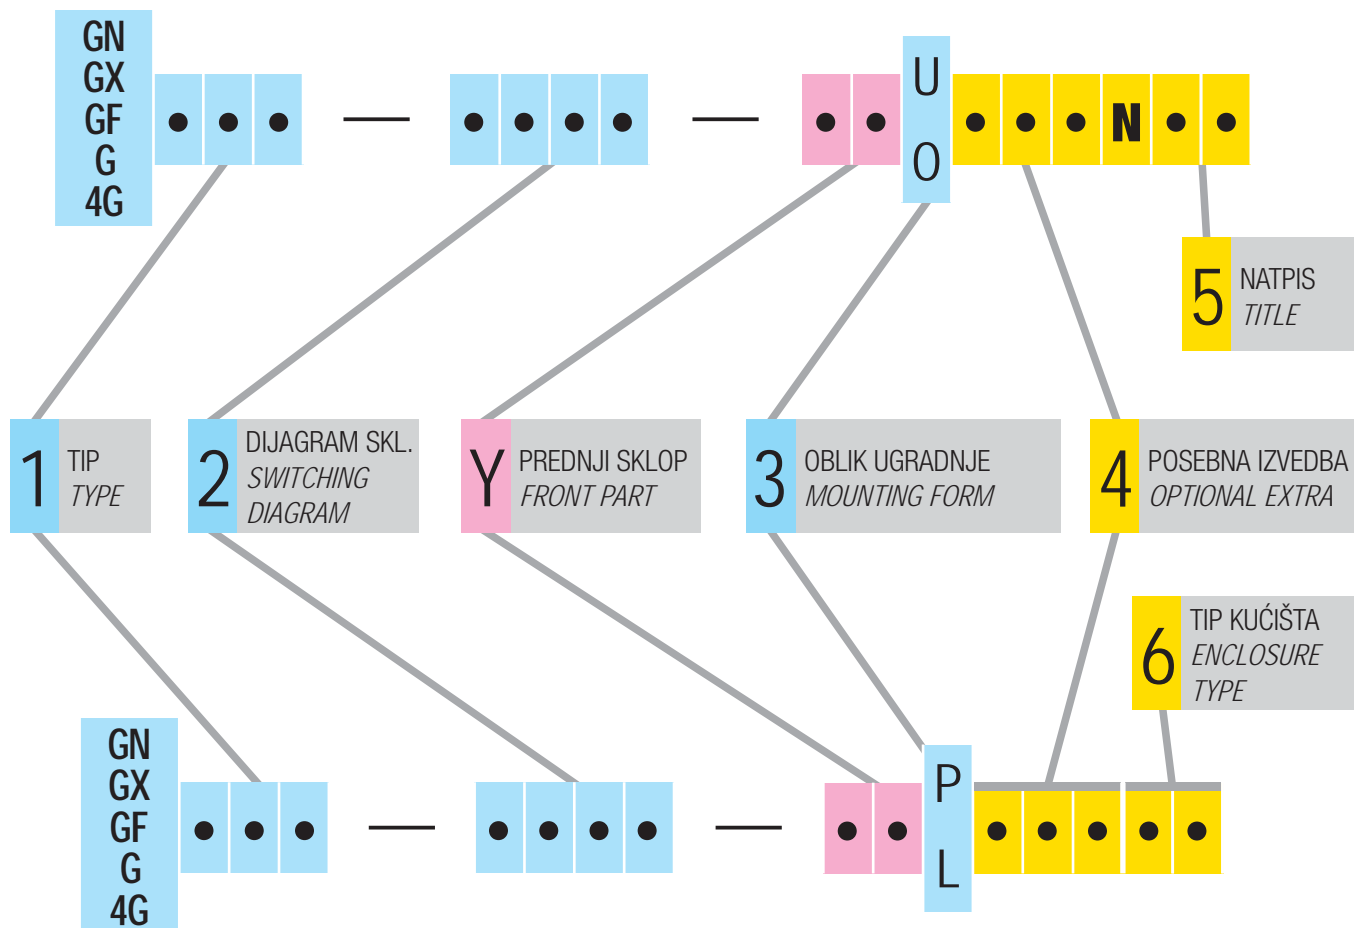 GN
GX
GF
G
4G
• • • — • • • • — • •
U
O
• • • N • •
5
NATPIS
TITLE
1
TIP
TYPE
2
DIJAGRAM SKL.
SWITCHING
DIAGRAM
Y
PREDNJI SKLOP
FRONT PART
3
OBLIK UGRADNJE
MOUNTING FORM
4
POSEBNA IZVEDBA
OPTIONAL EXTRA
6
TIP KUĆIŠTA
ENCLOSURE
TYPE
GN
GX
GF
G
4G
• • • — • • • • — • •
P
L
• • • • •